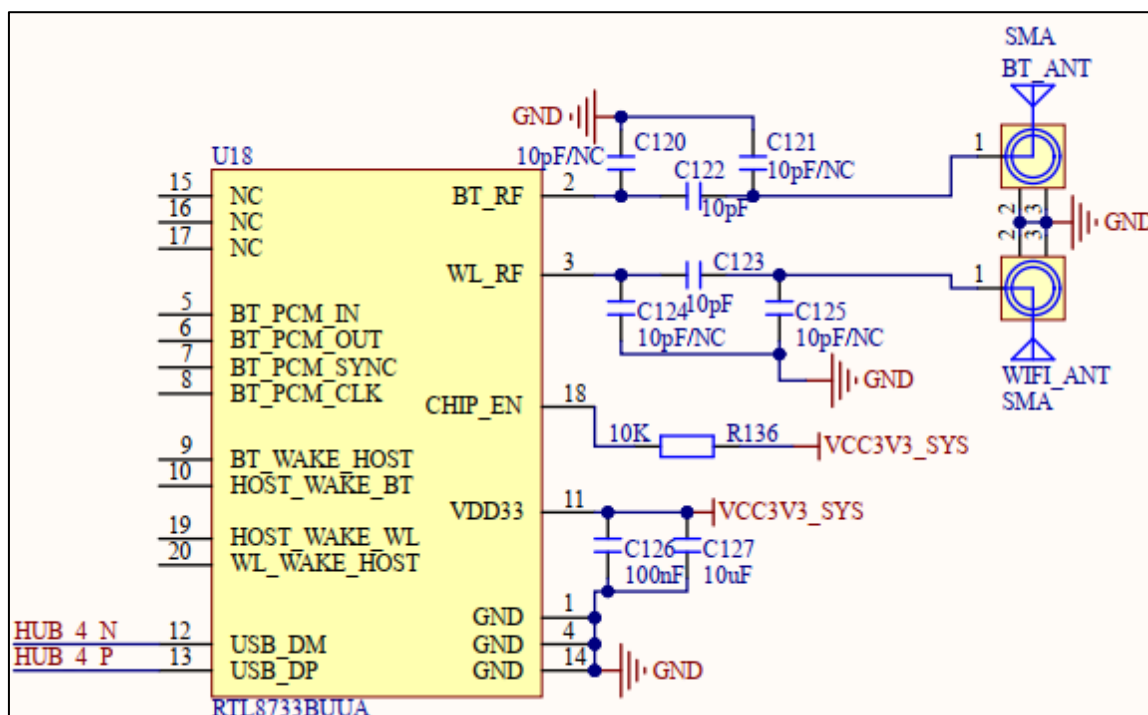 SMA
BT_ANT
GND
U18
10pF/NC
C120
C121
10pF/NC
C122
10pF
15 NC
16 NC
17 NC
BT_RF 2
1
2 3
2 3
GND
WL_RF 3
C123
10pF
1
C124
10pF/NC
C125
10pF/NC
GND
WIFI_ANT
SMA
5 BT_PCM_IN
6 BT_PCM_OUT
7 BT_PCM_SYNC
8 BT_PCM_CLK
CHIP_EN 18
10K R136 VCC3V3_SYS
9 BT_WAKE_HOST
10 HOST_WAKE_BT
VDD33 11 VCC3V3_SYS
19 HOST_WAKE_WL
20 WL_WAKE_HOST
C126
100nF
C127
10uF
GND 1
HUB_4_N 12 USB_DM GND 4
HUB_4_P 13 USB_DP GND 14 GND
RTL8733BUUA